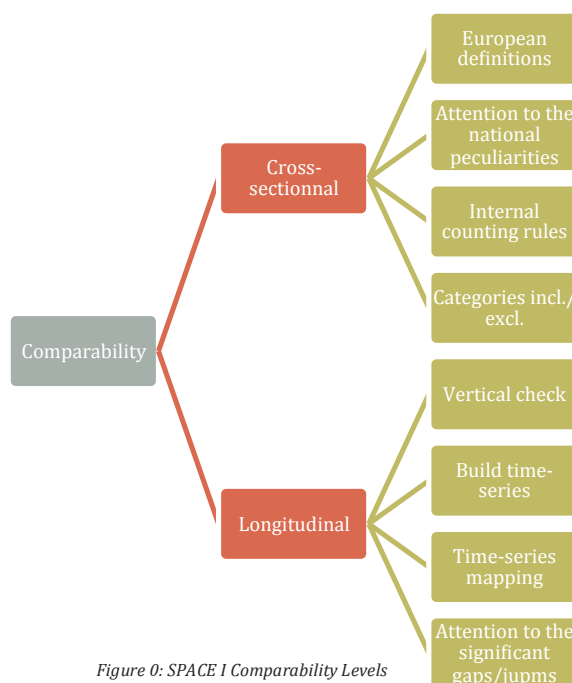 European
definitions
Attention to the
national
peculiarities
Cross-
sectionnal
Internal
counting rules
Categories incl./
excl.
Comparability
Vertical check
Build time-
series
Longitudinal
Time-series
mapping
Attention to the
significant
gaps/jupms
Figure 0: SPACE I Comparability Levels